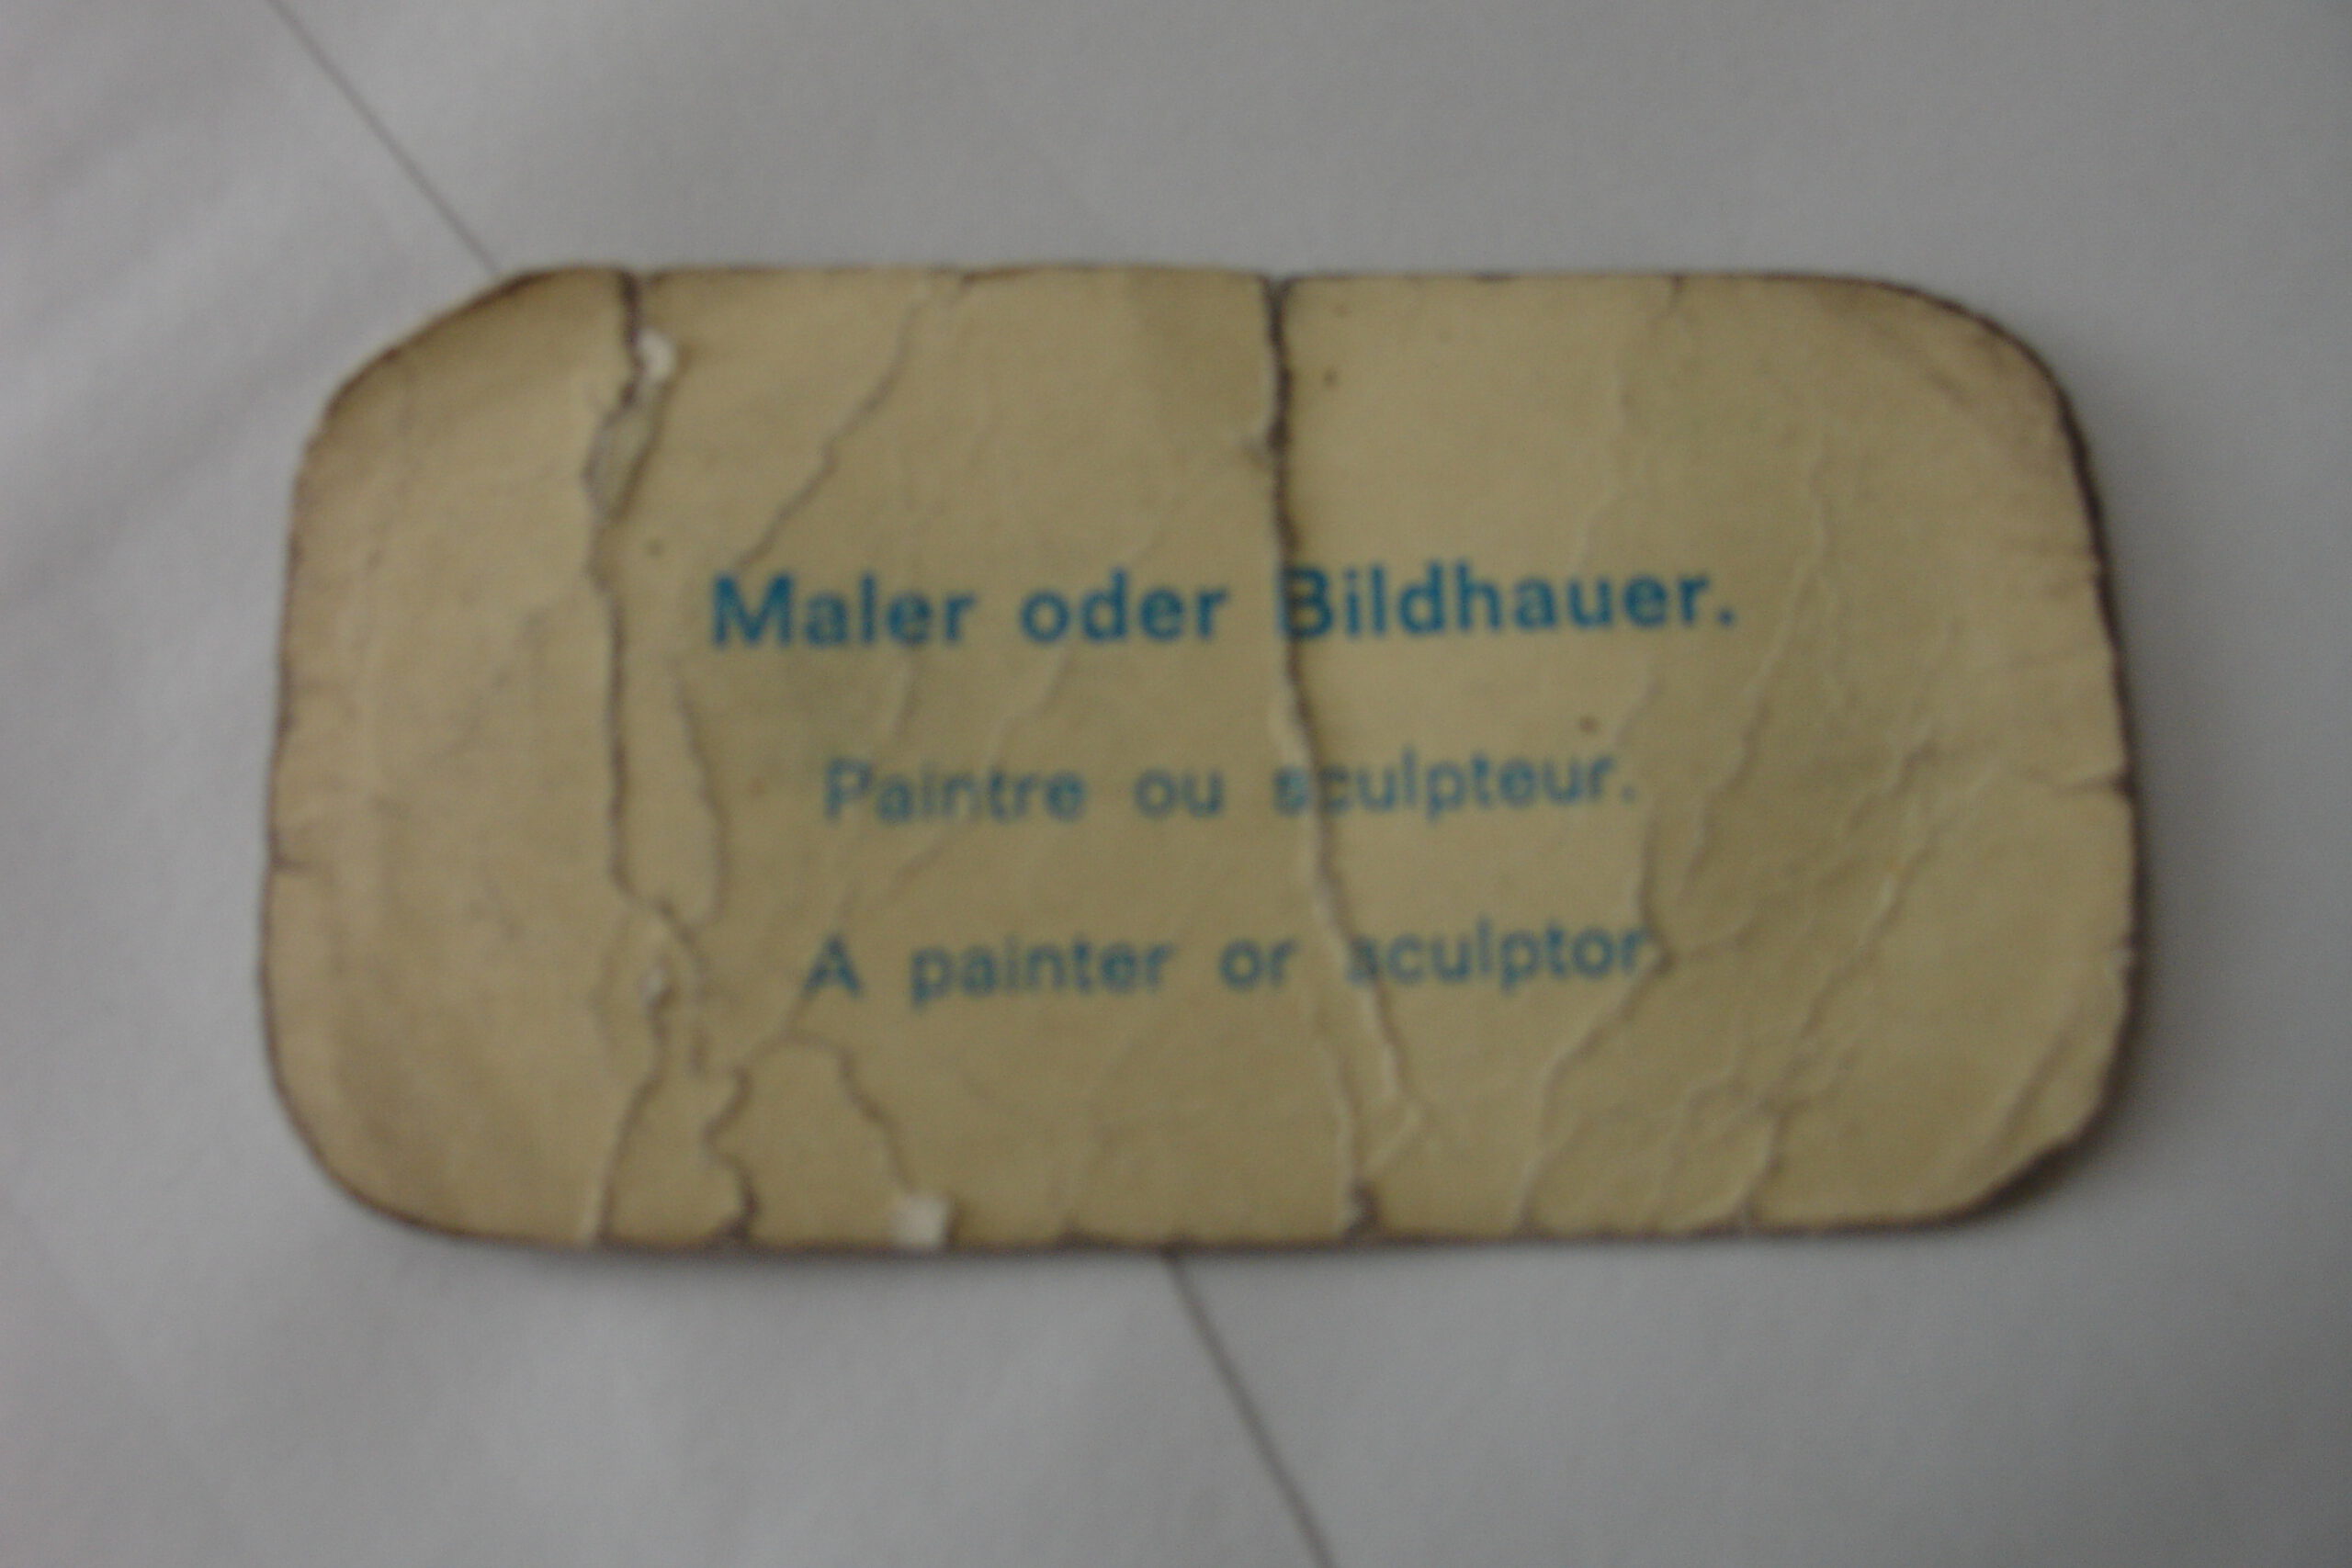 Maler oder Bildhauer.
Paintre ou sculpteur.
A painter or sculptor